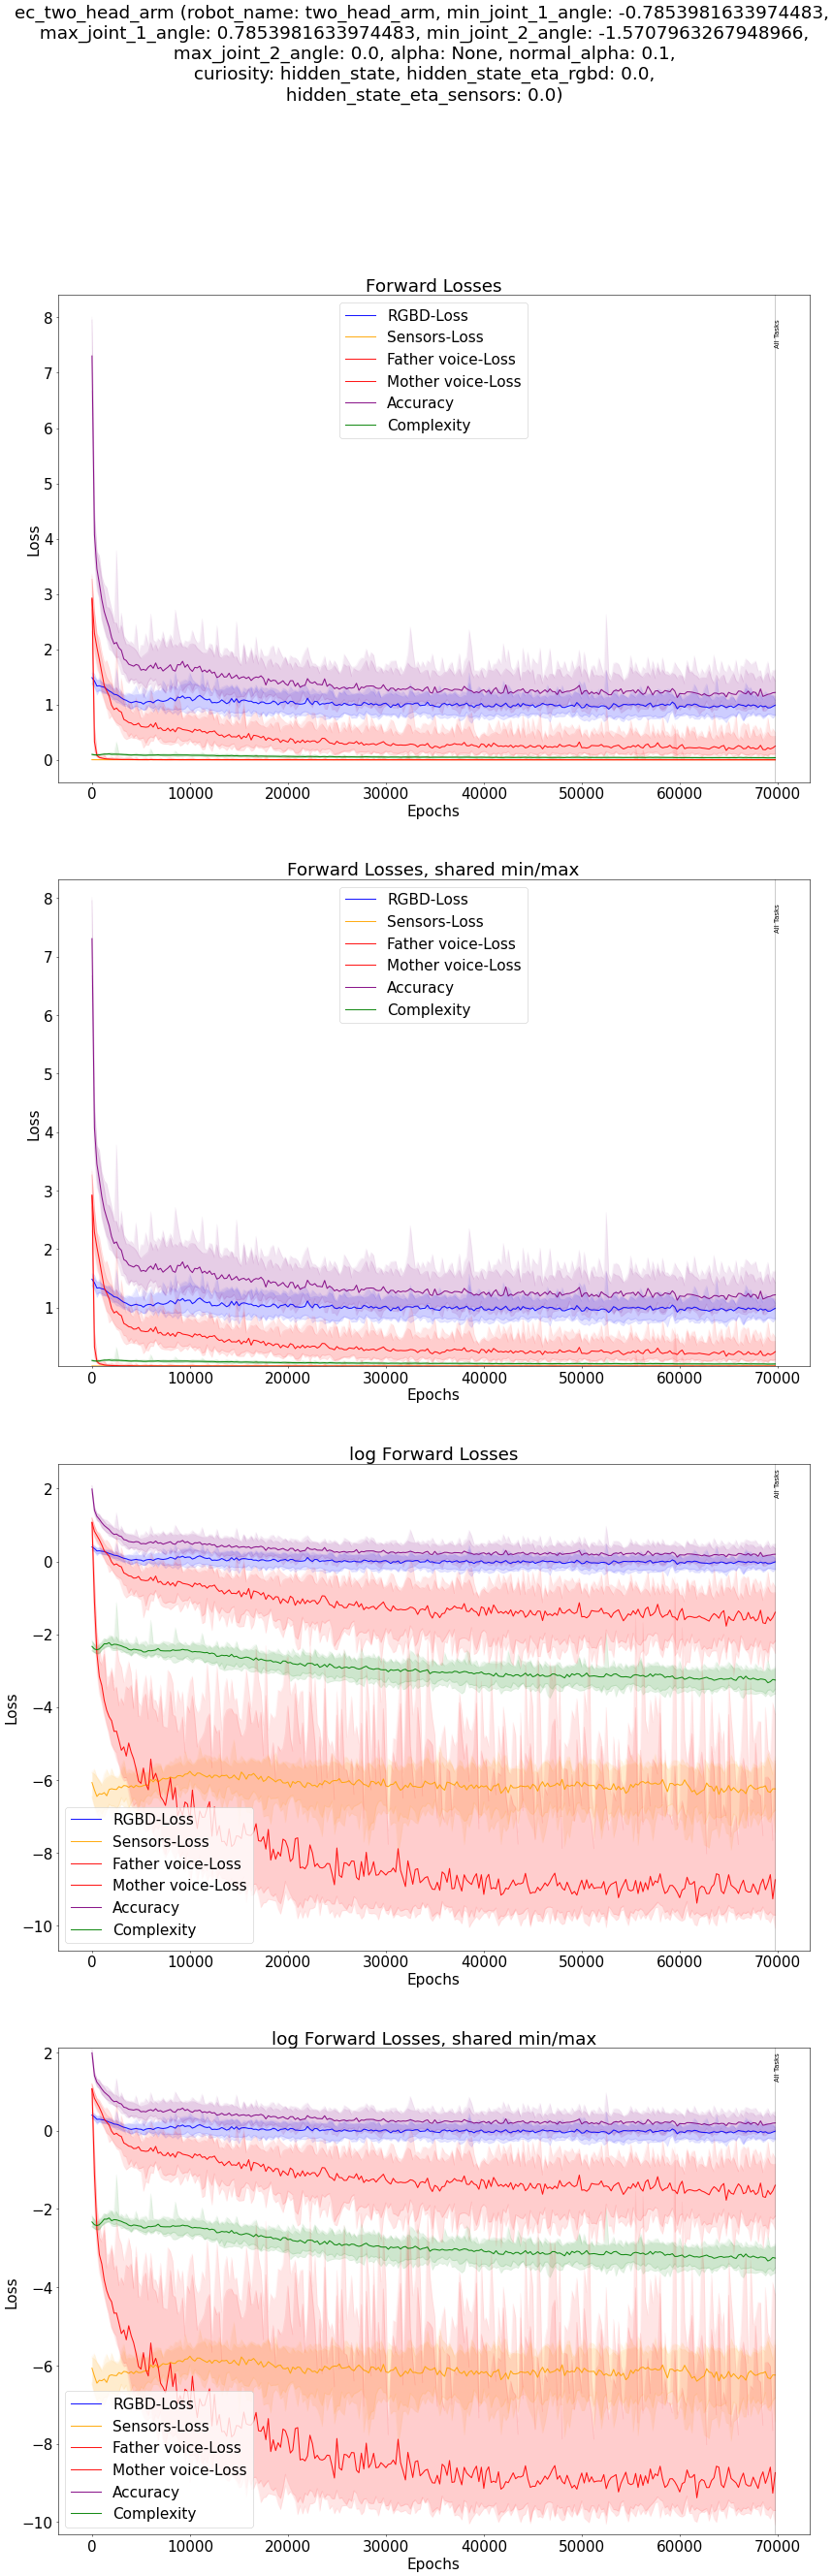 ec_two_head_arm (robot_name: two_head_arm, min_joint_1_angle: -0.7853981633974483,
max_joint_1_angle: 0.7853981633974483, min_joint_2_angle: -1.5707963267948966,
max_joint_2_angle: 0.0, alpha: None, normal_alpha: 0.1,
curiosity: hidden_state, hidden_state_eta_rgbd: 0.0,
hidden_state_eta_sensors: 0.0)
Forward Losses
RGBD-Loss
Sensors-Loss
Father voice-Loss
Mother voice-Loss
Accuracy
Complexity
All Tasks
8
7
6
5
4
3
2
1
0
Loss
0 10000 20000 30000 40000 50000 60000 70000
Epochs
Forward Losses, shared min/max
RGBD-Loss
Sensors-Loss
Father voice-Loss
Mother voice-Loss
Accuracy
Complexity
All Tasks
8
7
6
5
4
3
2
1
Loss
0 10000 20000 30000 40000 50000 60000 70000
Epochs
log Forward Losses
All Tasks
2
0
−2
−4
−6
−8
−10
Loss
RGBD-Loss
Sensors-Loss
Father voice-Loss
Mother voice-Loss
Accuracy
Complexity
0 10000 20000 30000 40000 50000 60000 70000
Epochs
log Forward Losses, shared min/max
All Tasks
2
0
−2
−4
−6
−8
−10
Loss
RGBD-Loss
Sensors-Loss
Father voice-Loss
Mother voice-Loss
Accuracy
Complexity
0 10000 20000 30000 40000 50000 60000 70000
Epochs